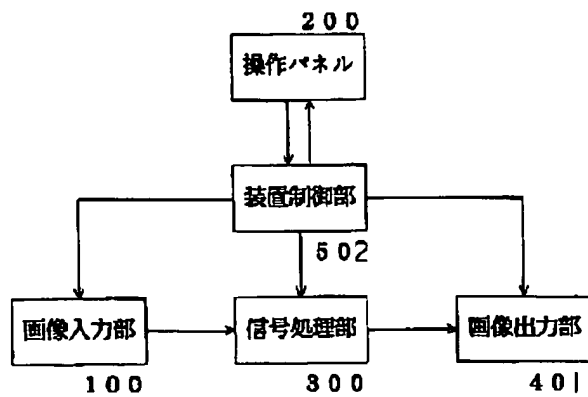 200
操作パネル
装置制御部
502
画像入力部
信号処理部
画像出力部
100
300
401